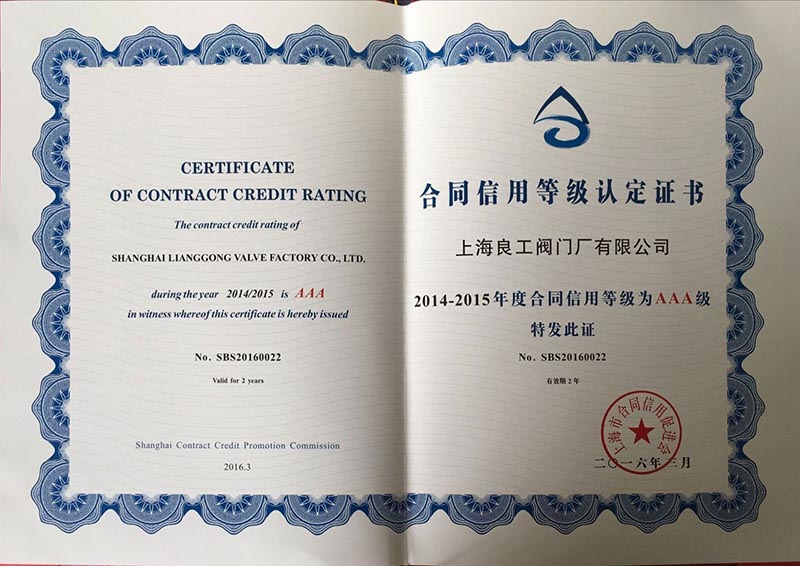 CERTIFICATE
OF CONTRACT CREDIT RATING
The contract credit rating of
SHANGHAI LIANGGONG VALVE FACTORY CO., LTD.
during the year 2014/2015 is AAA
in witness whereof this certificate is hereby issued
No. SBS20160022
Valid for 2 years
Shanghai Contract Credit Promotion Commission
2016.3
合同信用等级认定证书
上海良工阀门厂有限公司
2014-2015年度合同信用等级为AAA级
特发此证
No. SBS20160022
有效期2年
上海市合同信用促进会
二〇一六年三月